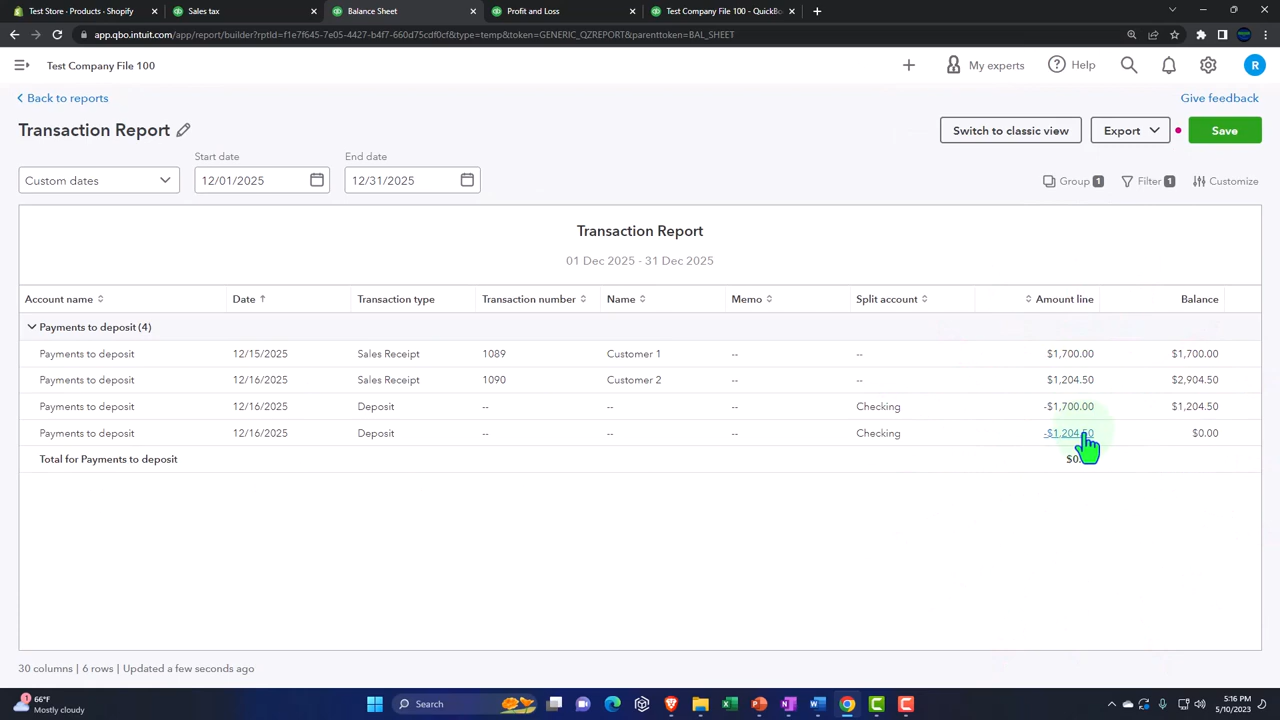 Test Store · Products · Shopify
Sales tax
Balance Sheet
Profit and Loss
Test Company File 100 - QuickBo
app.qbo.intuit.com/app/report/builder?rptId=f1e7f645-7e05-4427-b4f7-660d75cdf0cf&type=temp&token=GENERIC_QZREPORT&parenttoken=BAL_SHEET
Test Company File 100
My experts
Help
R
Back to reports
Give feedback
Transaction Report
Switch to classic view
Export
Save
Start date
End date
Custom dates
12/01/2025
12/31/2025
Group 1
Filter 1
Customize
Transaction Report
01 Dec 2025 - 31 Dec 2025
Account name Date Transaction type Transaction number Name Memo Split account Amount line Balance
Payments to deposit (4)
Payments to deposit 12/15/2025 Sales Receipt 1089 Customer 1 -- -- $1,700.00 $1,700.00
Payments to deposit 12/16/2025 Sales Receipt 1090 Customer 2 -- -- $1,204.50 $2,904.50
Payments to deposit 12/16/2025 Deposit -- -- -- Checking -$1,700.00 $1,204.50
Payments to deposit 12/16/2025 Deposit -- -- -- Checking -$1,204.50 $0.00
Total for Payments to deposit $0.
30 columns | 6 rows | Updated a few seconds ago
1
66°F
Mostly cloudy
Search
5:16 PM
5/10/2023